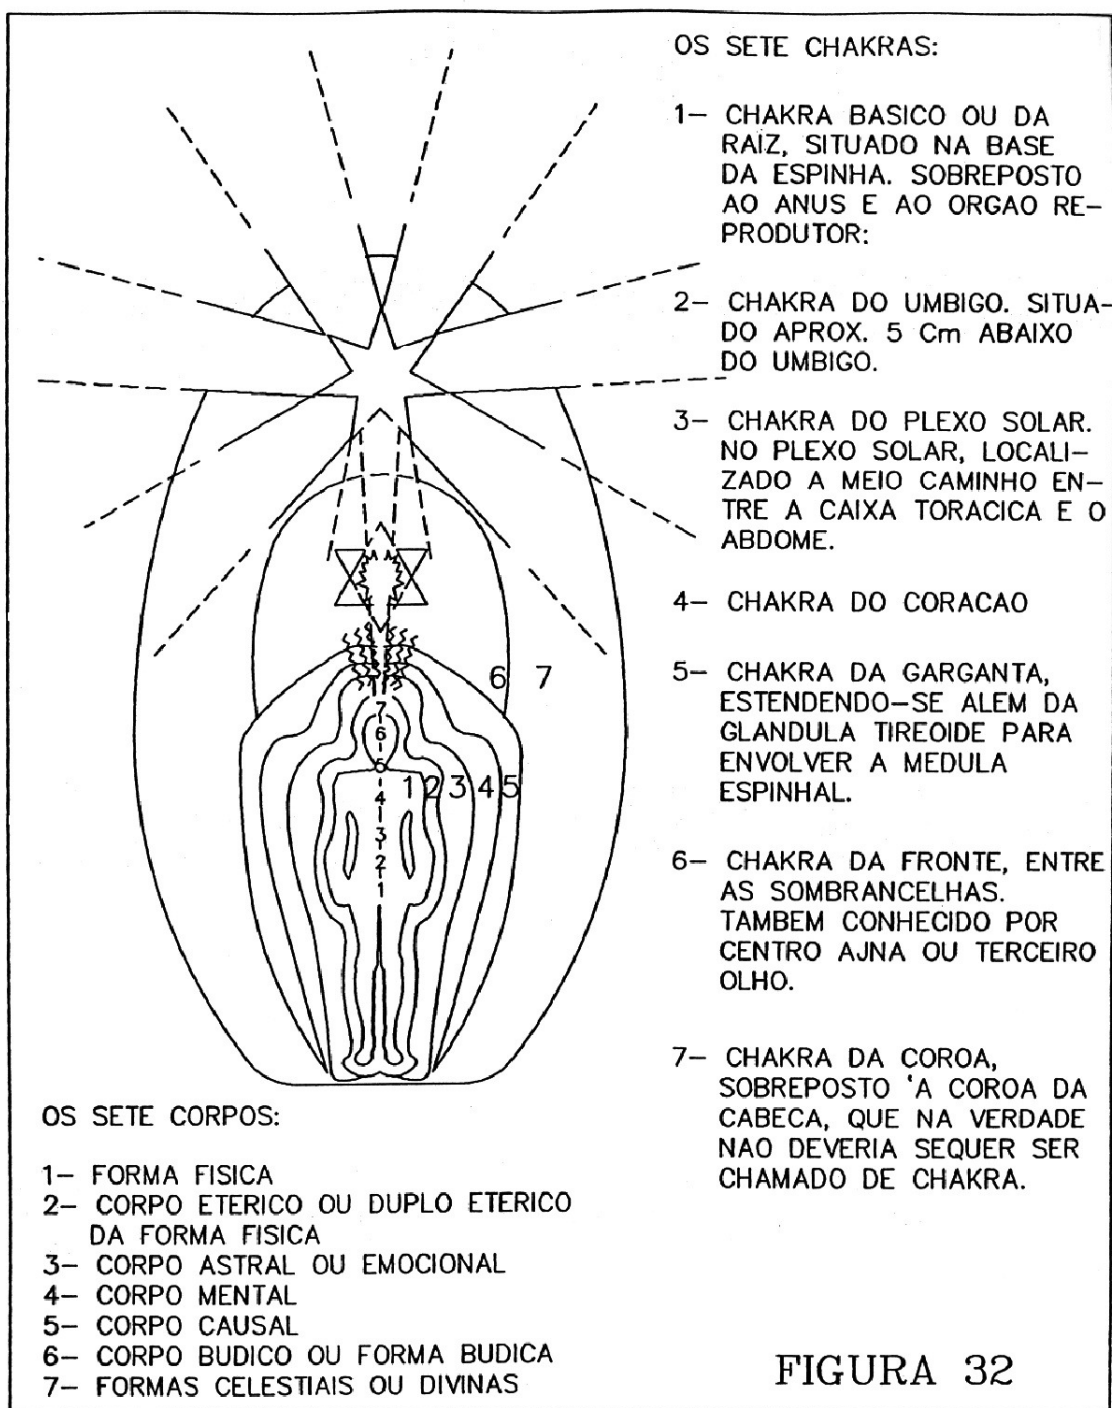 OS SETE CHAKRAS:
1– CHAKRA BASICO OU DA
RAIZ, SITUADO NA BASE
DA ESPINHA. SOBREPOSTO
AO ANUS E AO ORGAO RE–
PRODUTOR:
2– CHAKRA DO UMBIGO. SITUA–
DO APROX. 5 Cm ABAIXO
DO UMBIGO.
3– CHAKRA DO PLEXO SOLAR.
NO PLEXO SOLAR, LOCALI–
ZADO A MEIO CAMINHO EN–
TRE A CAIXA TORACICA E O
ABDOME.
4– CHAKRA DO CORACAO
5– CHAKRA DA GARGANTA,
ESTENDENDO–SE ALEM DA
GLANDULA TIREOIDE PARA
ENVOLVER A MEDULA
ESPINHAL.
6– CHAKRA DA FRONTE, ENTRE
AS SOMBRANCELHAS.
TAMBEM CONHECIDO POR
CENTRO AJNA OU TERCEIRO
OLHO.
7– CHAKRA DA COROA,
SOBREPOSTO 'A COROA DA
CABECA, QUE NA VERDADE
NAO DEVERIA SEQUER SER
CHAMADO DE CHAKRA.
6 7
7
6
5
1 2 3 4 5
4
3
2
1
OS SETE CORPOS:
1– FORMA FISICA
2– CORPO ETERICO OU DUPLO ETERICO
DA FORMA FISICA
3– CORPO ASTRAL OU EMOCIONAL
4– CORPO MENTAL
5– CORPO CAUSAL
6– CORPO BUDICO OU FORMA BUDICA
7– FORMAS CELESTIAIS OU DIVINAS
FIGURA 32